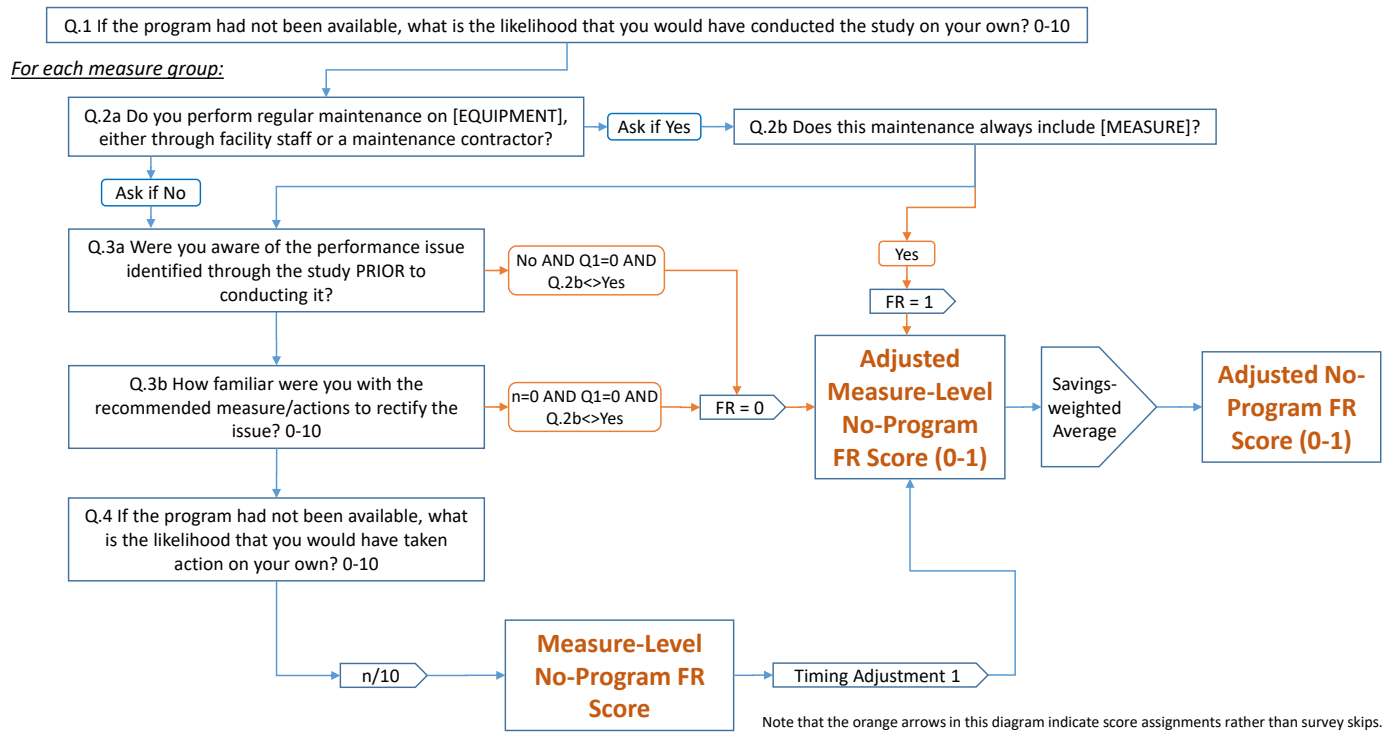 Q.1 If the program had not been available, what is the likelihood that you would have conducted the study on your own? 0-10
For each measure group:
Q.2a Do you perform regular maintenance on [EQUIPMENT],
either through facility staff or a maintenance contractor?
Ask if Yes
Q.2b Does this maintenance always include [MEASURE]?
Ask if No
Q.3a Were you aware of the performance issue
identified through the study PRIOR to
conducting it?
No AND Q1=0 AND
Q.2b<>Yes
Yes
FR = 1
Q.3b How familiar were you with the
recommended measure/actions to rectify the
issue? 0-10
n=0 AND Q1=0 AND
Q.2b<>Yes
FR = 0
Adjusted
Measure-Level
No-Program
FR Score (0-1)
Savings-
weighted
Average
Adjusted No-
Program FR
Score (0-1)
Q.4 If the program had not been available, what
is the likelihood that you would have taken
action on your own? 0-10
n/10
Measure-Level
No-Program FR
Score
Timing Adjustment 1
Note that the orange arrows in this diagram indicate score assignments rather than survey skips.